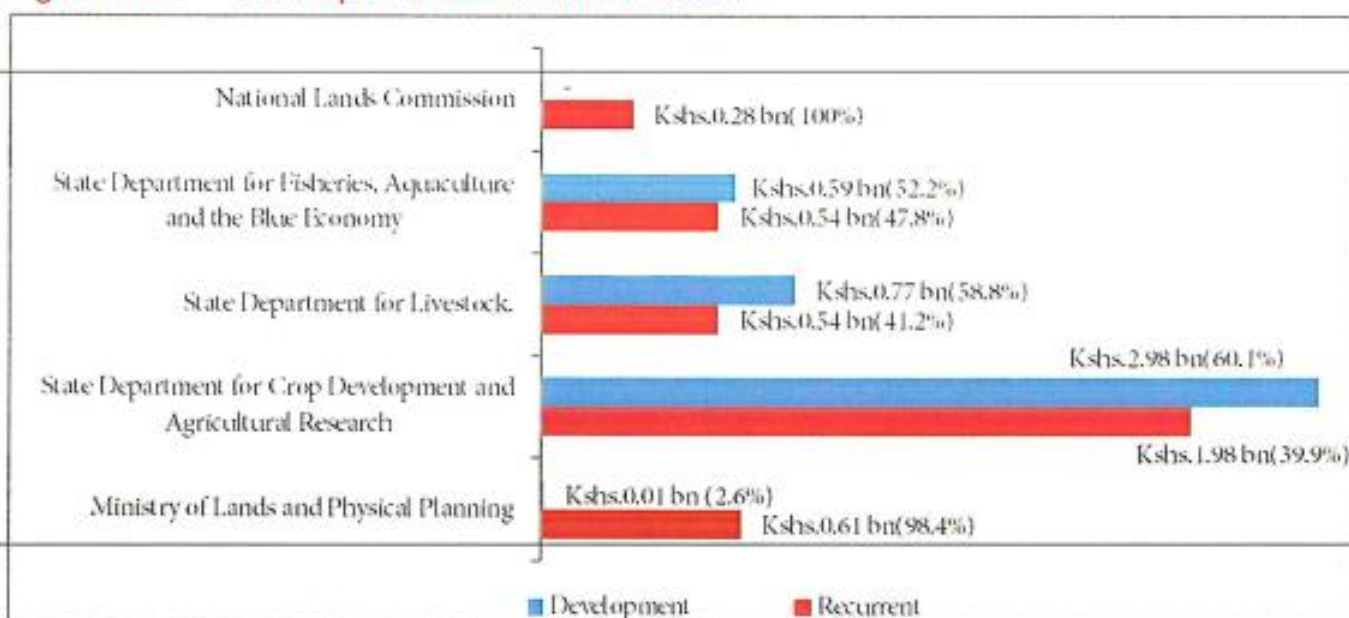 -
National Lands Commission
Kshs.0.28 bn( 100%)
State Department for Fisheries, Aquaculture
and the Blue Economy
Kshs.0.59 bn(52.2%)
Kshs.0.54 bn(47.8%)
State Department for Livestock.
Kshs.0.77 bn(58.8%)
Kshs.0.54 bn(41.2%)
Kshs.2.98 bn(60.1%)
State Department for Crop Development and
Agricultural Research
Kshs.1.98 bn(39.9%)
Kshs.0.01 bn (2.6%)
Ministry of Lands and Physical Planning
Kshs.0.61 bn(98.4%)
Development
Recurrent